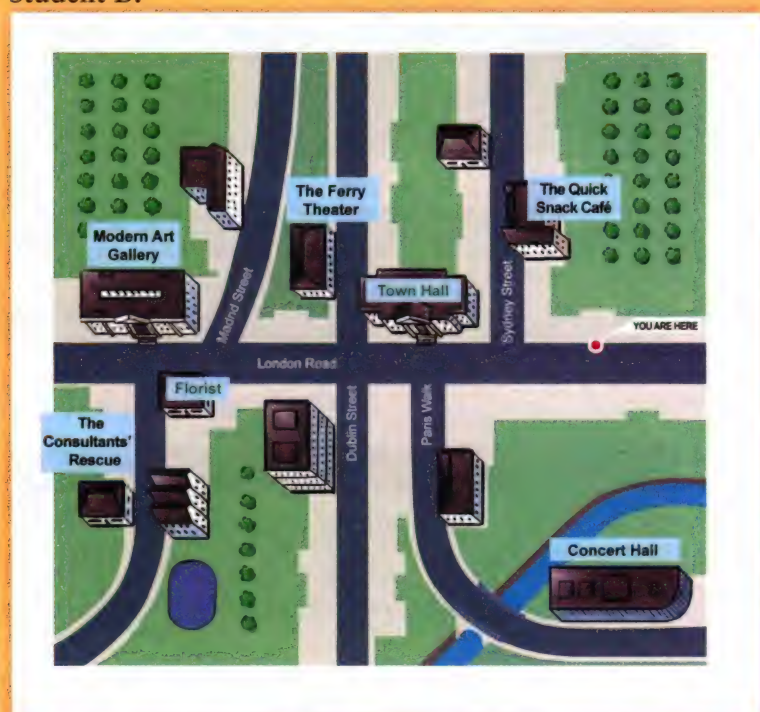 Student B:
The Ferry
Theater
The Quick
Snack Café
Modern Art
Gallery
Town Hall
Madrid Street
Sydney Street
YOU ARE HERE
London Road
Florist
Dublin Street
Paris Walk
The
Consultants'
Rescue
Concert Hall